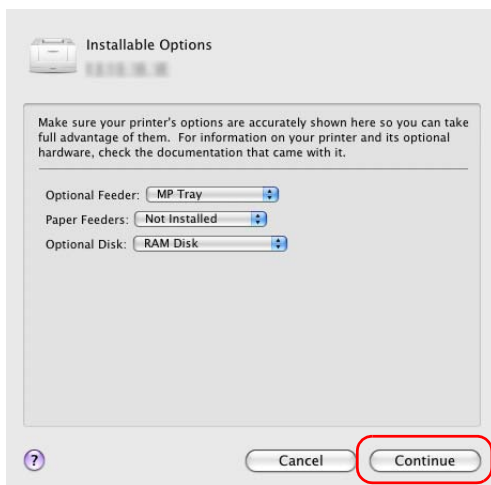 Installable Options
Make sure your printer's options are accurately shown here so you can take
full advantage of them. For information on your printer and its optional
hardware, check the documentation that came with it.
Optional Feeder: MP Tray
Paper Feeders: Not Installed
Optional Disk: RAM Disk
? Cancel Continue